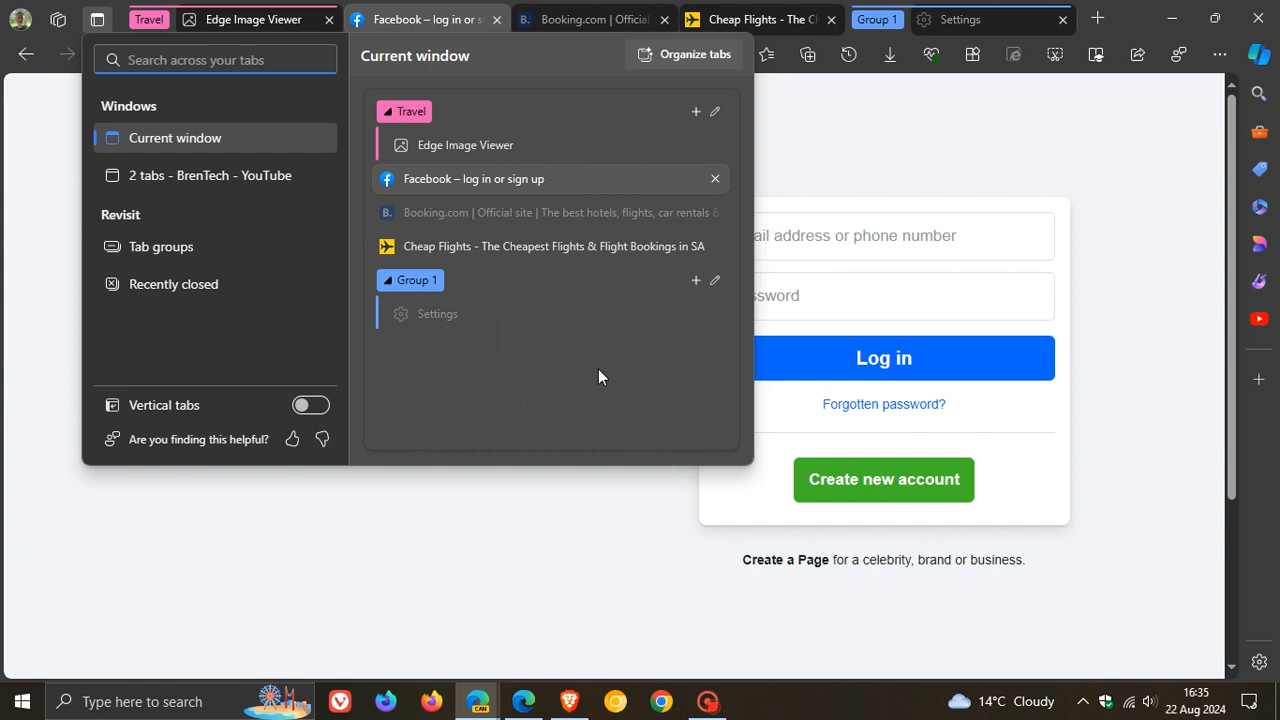 Travel
Edge Image Viewer
Facebook – log in or s
Booking.com | Official
Cheap Flights - The C
Group 1
Settings
Search across your tabs
Current window
Organize tabs
Windows
Current window
2 tabs - BrenTech - YouTube
Revisit
Tab groups
Recently closed
Vertical tabs
Are you finding this helpful?
Travel
Edge Image Viewer
Facebook – log in or sign up
B. Booking.com | Official site | The best hotels, flights, car rentals &
Cheap Flights - The Cheapest Flights & Flight Bookings in SA
Group 1
Settings
ail address or phone number
ssword
Log in
Forgotten password?
Create new account
Create a Page for a celebrity, brand or business.
Type here to search
CAN
14°C Cloudy
16:35
22 Aug 2024